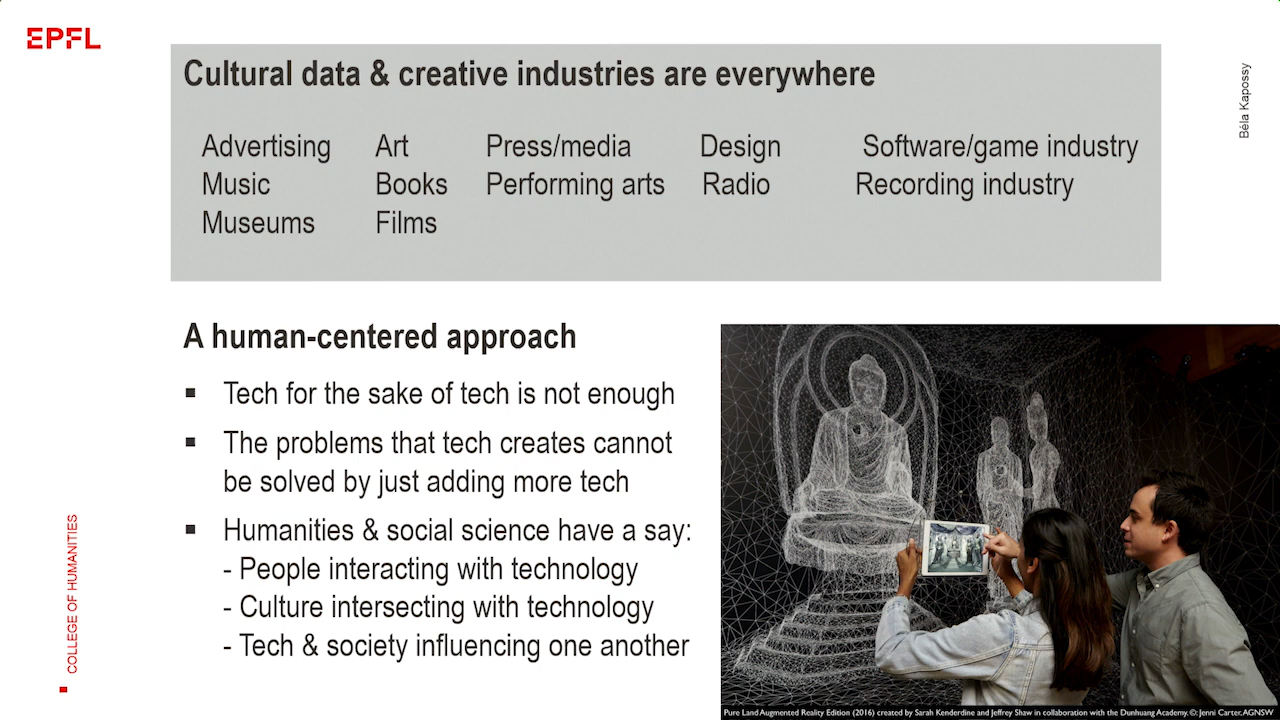 EPFL
Béla Kapossy
Cultural data & creative industries are everywhere
Advertising Art Press/media Design Software/game industry
Music Books Performing arts Radio Recording industry
Museums Films
A human-centered approach
▪ Tech for the sake of tech is not enough
▪ The problems that tech creates cannot
be solved by just adding more tech
▪ Humanities & social science have a say:
- People interacting with technology
- Culture intersecting with technology
- Tech & society influencing one another
COLLEGE OF HUMANITIES
Pure Land Augmented Reality Edition (2016) created by Sarah Kenderdine and Jeffrey Shaw in collaboration with the Dunhuang Academy. ©: Jenni Carter, AGNSW